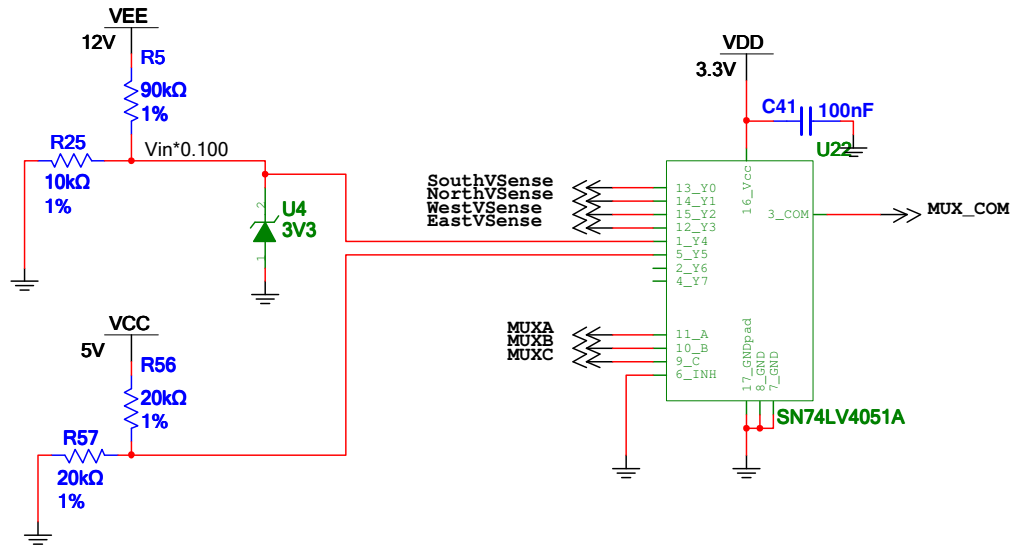 VEE
12V
R5
90kΩ
1%
Vin*0.100
R25
10kΩ
1%
2
U4
3V3
1
VCC
5V
R56
20kΩ
1%
R57
20kΩ
1%
VDD
3.3V
C41
100nF
U22
16_Vcc
SouthVSense
NorthVSense
WestVSense
EastVSense
13_Y0
14_Y1
15_Y2
12_Y3
1_Y4
5_Y5
2_Y6
4_Y7
3_COM
MUX_COM
MUXA
MUXB
MUXC
11_A
10_B
9_C
6_INH
17_GNDpad
8_GND
7_GND
SN74LV4051A